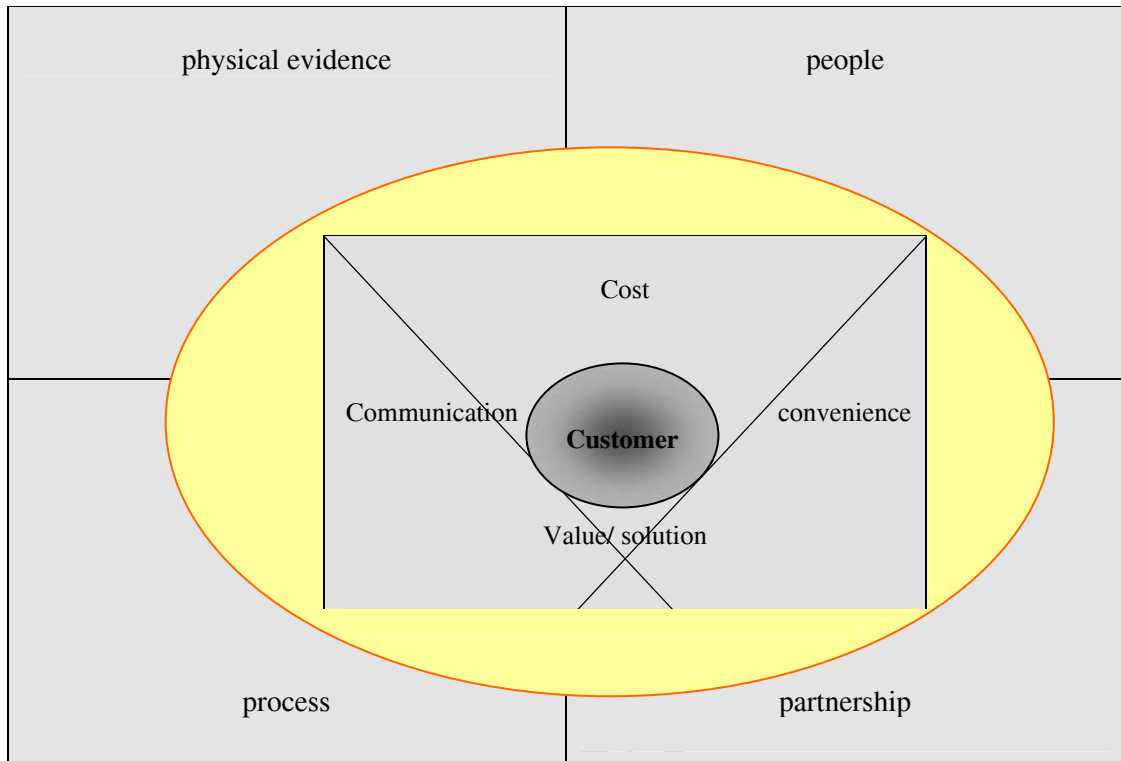 physical evidence
people
Cost
Communication
convenience
Customer
Value/ solution
process
partnership